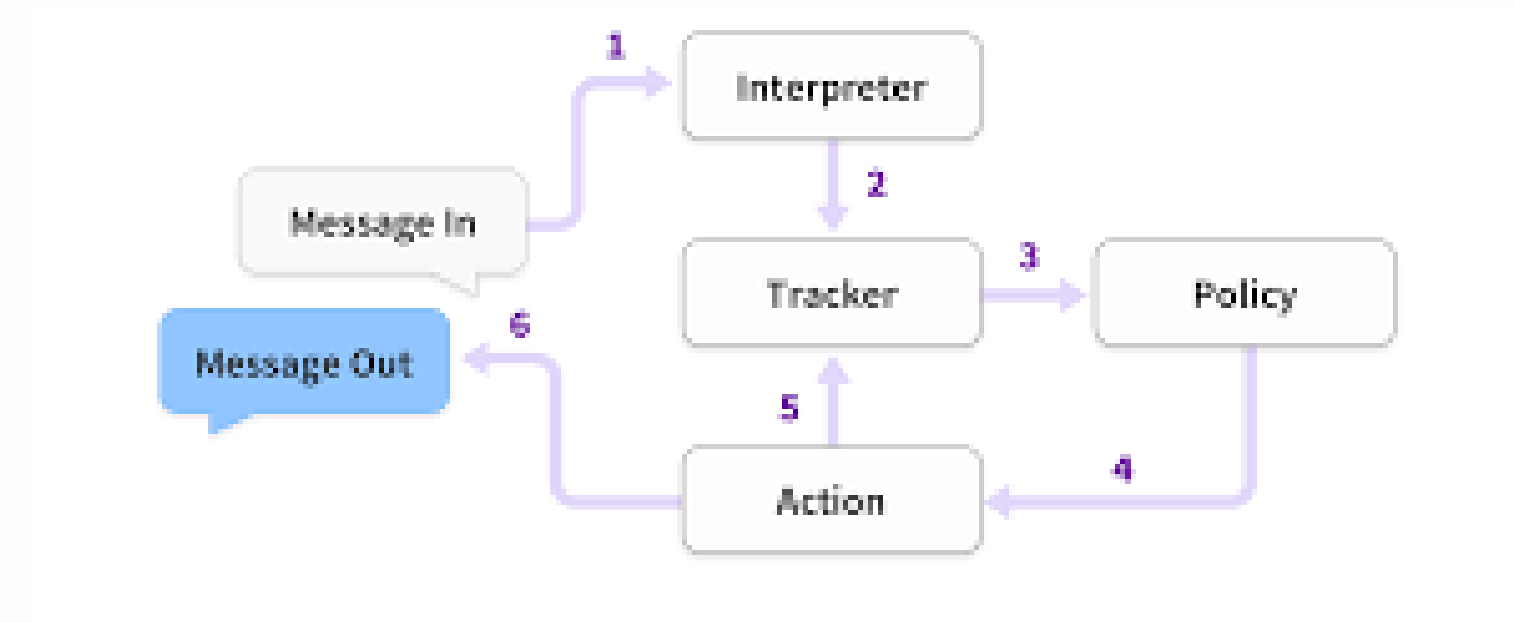 1
Interpreter
2
Message In
3
Tracker
Policy
6
Message Out
5
4
Action